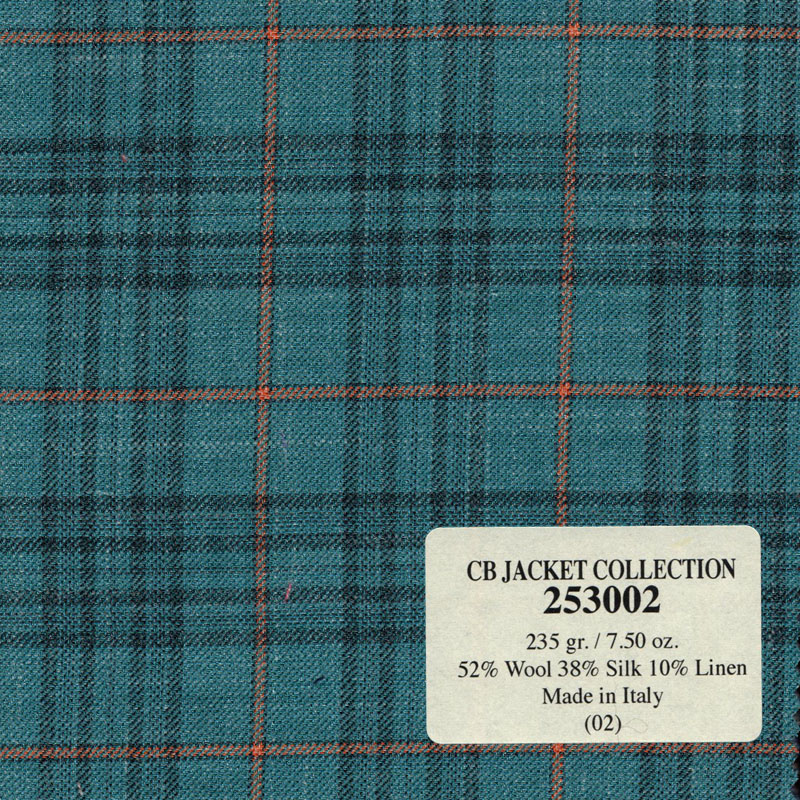 CB JACKET COLLECTION
253002
235 gr. / 7.50 oz.
52% Wool 38% Silk 10% Linen
Made in Italy
(02)